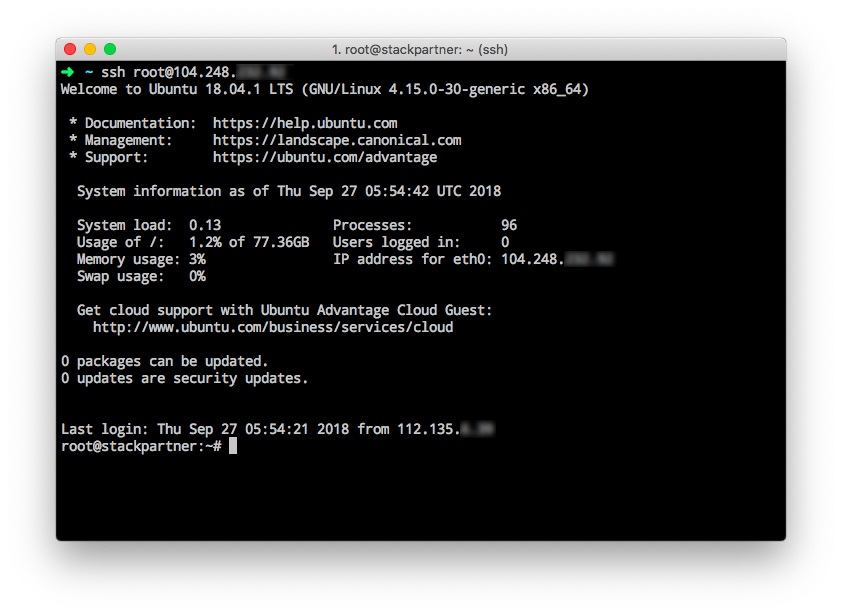 1. root@stackpartner: ~ (ssh)
➜ ~ ssh root@104.248.
Welcome to Ubuntu 18.04.1 LTS (GNU/Linux 4.15.0-30-generic x86_64)
* Documentation: https://help.ubuntu.com
* Management: https://landscape.canonical.com
* Support: https://ubuntu.com/advantage
System information as of Thu Sep 27 05:54:42 UTC 2018
System load: 0.13 Processes: 96
Usage of /: 1.2% of 77.36GB Users logged in: 0
Memory usage: 3% IP address for eth0: 104.248.
Swap usage: 0%
Get cloud support with Ubuntu Advantage Cloud Guest:
http://www.ubuntu.com/business/services/cloud
0 packages can be updated.
0 updates are security updates.
Last login: Thu Sep 27 05:54:21 2018 from 112.135.
root@stackpartner:~#